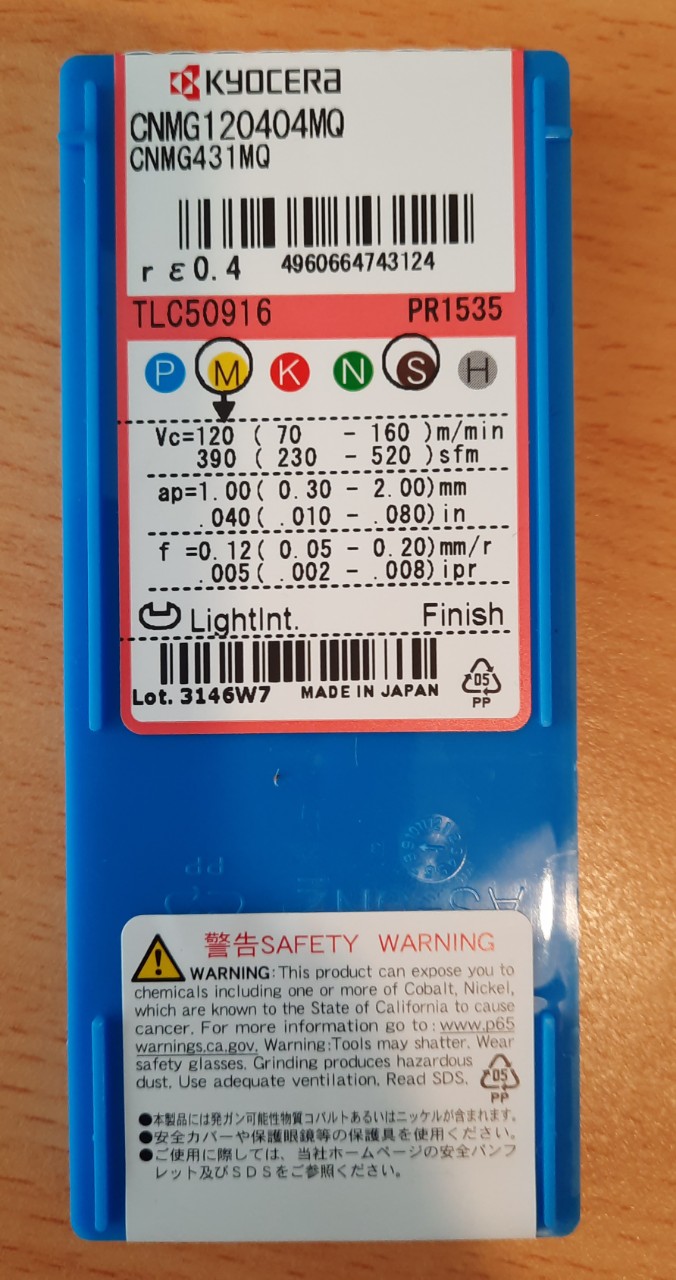 KYOCERA
CNMG120404MQ
CNMG431MQ
r ε0.4 4960664743124
TLC50916 PR1535
P M K N S H
Vc=120 ( 70 - 160 )m/min
390 ( 230 - 520 )sfm
ap=1.00( 0.30 - 2.00)mm
.040( .010 - .080)in
f =0.12( 0.05 - 0.20)mm/r
.005( .002 - .008)ipr
LightInt. Finish
Lot. 3146W7 MADE IN JAPAN
05
PP
PP
警告SAFETY WARNING
WARNING:This product can expose you to
chemicals including one or more of Cobalt, Nickel,
which are known to the State of California to cause
cancer. For more information go to : www.p65
warnings.ca.gov. Warning:Tools may shatter. Wear
safety glasses. Grinding produces hazardous
dust. Use adequate ventilation. Read SDS.
05
PP
●本製品には発ガン可能性物質コバルトあるいはニッケルが含まれます。
●安全カバーや保護眼鏡等の保護具を使用ください。
●ご使用に際しては、当社ホームページの安全パンフ
レット及びSDSをご参照ください。